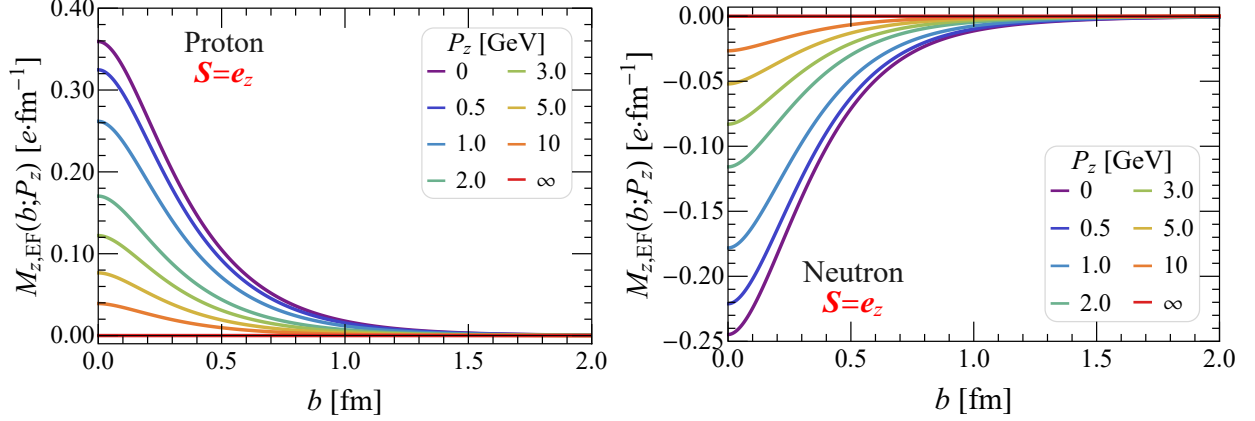 Proton
S=e_z
P_z [GeV]
0 3.0
0.5 5.0
1.0 10
2.0 ∞
M_{z,EF}(b;P_z) [e·fm⁻¹]
0.40
0.30
0.20
0.10
0.00
0.0 0.5 1.0 1.5 2.0
b [fm]
Neutron
S=e_z
P_z [GeV]
0 3.0
0.5 5.0
1.0 10
2.0 ∞
M_{z,EF}(b;P_z) [e·fm⁻¹]
−0.00
−0.05
−0.10
−0.15
−0.20
−0.25
0.0 0.5 1.0 1.5 2.0
b [fm]